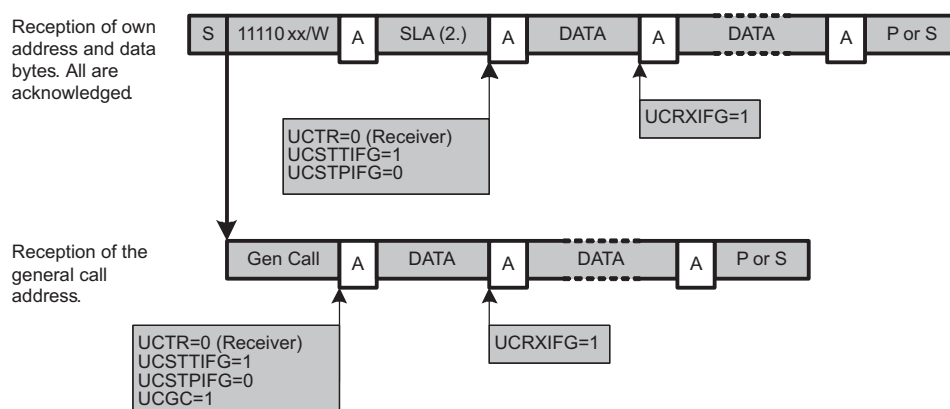 Reception of own
address and data
bytes. All are
acknowledged.
S 11110 xx/W A SLA (2.) A DATA A DATA A P or S
UCTR=0 (Receiver)
UCSTTIFG=1
UCSTPIFG=0
UCRXIFG=1
Reception of the
general call
address.
Gen Call A DATA A DATA A P or S
UCTR=0 (Receiver)
UCSTTIFG=1
UCSTPIFG=0
UCGC=1
UCRXIFG=1